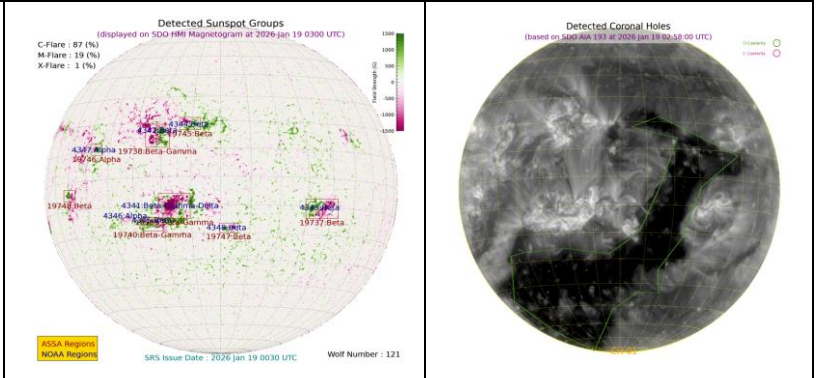 Detected Sunspot Groups
(displayed on SDO HMI Magnetogram at 2026-Jan 19 0300 UTC)
C-Flare : 87 (%)
M-Flare : 19 (%)
X-Flare : 1 (%)
1500
1000
500
0
-500
-1000
-1500
Field Strength (G)
4344:Beta
19745:Beta
4347:Alpha
19738:Beta-Gamma
19746:Alpha
19748:Beta
4341:Beta-Gamma-Delta
4346:Alpha
19737:Beta
4348:Beta
19740:Beta-Gamma
19747:Beta
ASSA Regions
NOAA Regions
SRS Issue Date : 2026 Jan 19 0030 UTC
Wolf Number : 121
Detected Coronal Holes
(based on SDO AIA 193 at 2026 Jan 19 02:58:00 UTC)